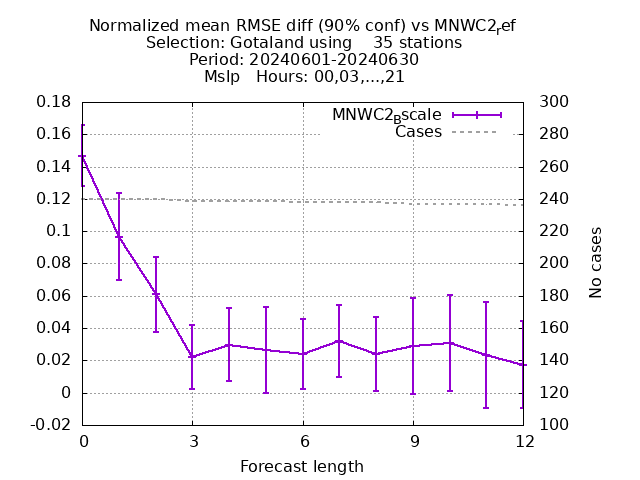 Normalized mean RMSE diff (90% conf) vs MNWC2ref
Selection: Gotaland using 35 stations
Period: 20240601-20240630
Mslp Hours: 00,03,...,21
MNWC2Bscale
Cases
0.18
0.16
0.14
0.12
0.1
0.08
0.06
0.04
0.02
0
-0.02
300
280
260
240
220
200
180
160
140
120
100
No cases
0 3 6 9 12
Forecast length